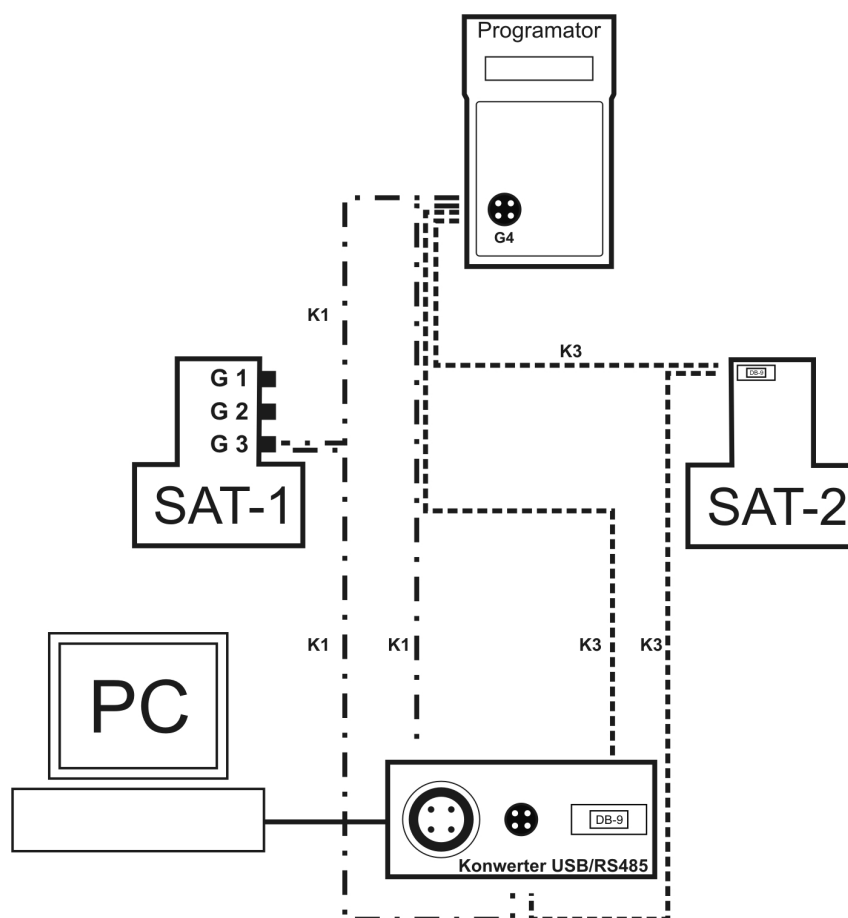 Programator
G4
K1
K3
G 1
G 2
G 3
DB-9
SAT-1
SAT-2
K1
K1
K3
K3
PC
DB-9
Konwerter USB/RS485